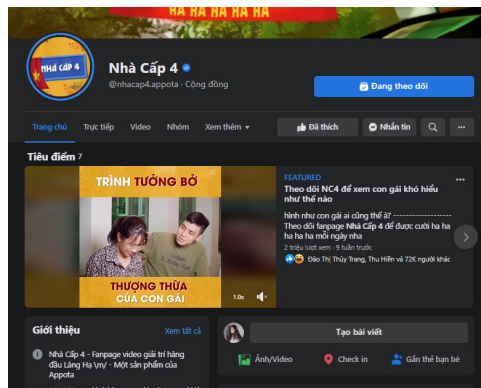 HA HA HA HA HA
NHÀ CẤP 4
Nhà Cấp 4
@nhacap4.appota · Cộng đồng
Đang theo dõi
Trang chủ Trực tiếp Video Nhóm Xem thêm
Đã thích
Nhắn tin
Tiêu điểm 7
TRÌNH TƯỞNG BỞ
THƯỢNG THỪA
CỦA CON GÁI
1.0x
FEATURED
Theo dõi NC4 để xem con gái khó hiểu
như thế nào
hình như con gái ai cũng thế à? -------------------
Theo dõi fanpage Nhà Cấp 4 để được cười ha ha
ha ha ha mỗi ngày nha
2 triệu lượt xem · 9 tuần trước
Đào Thị Thùy Trang, Thu Hiền và 72K người khác
Giới thiệu
Xem tất cả
Nhà Cấp 4 - Fanpage video giải trí hàng
đầu Láng Hạ \m/ - Một sản phẩm của
Appota
Tạo bài viết
Ảnh/Video
Check in
Gắn thẻ bạn bè